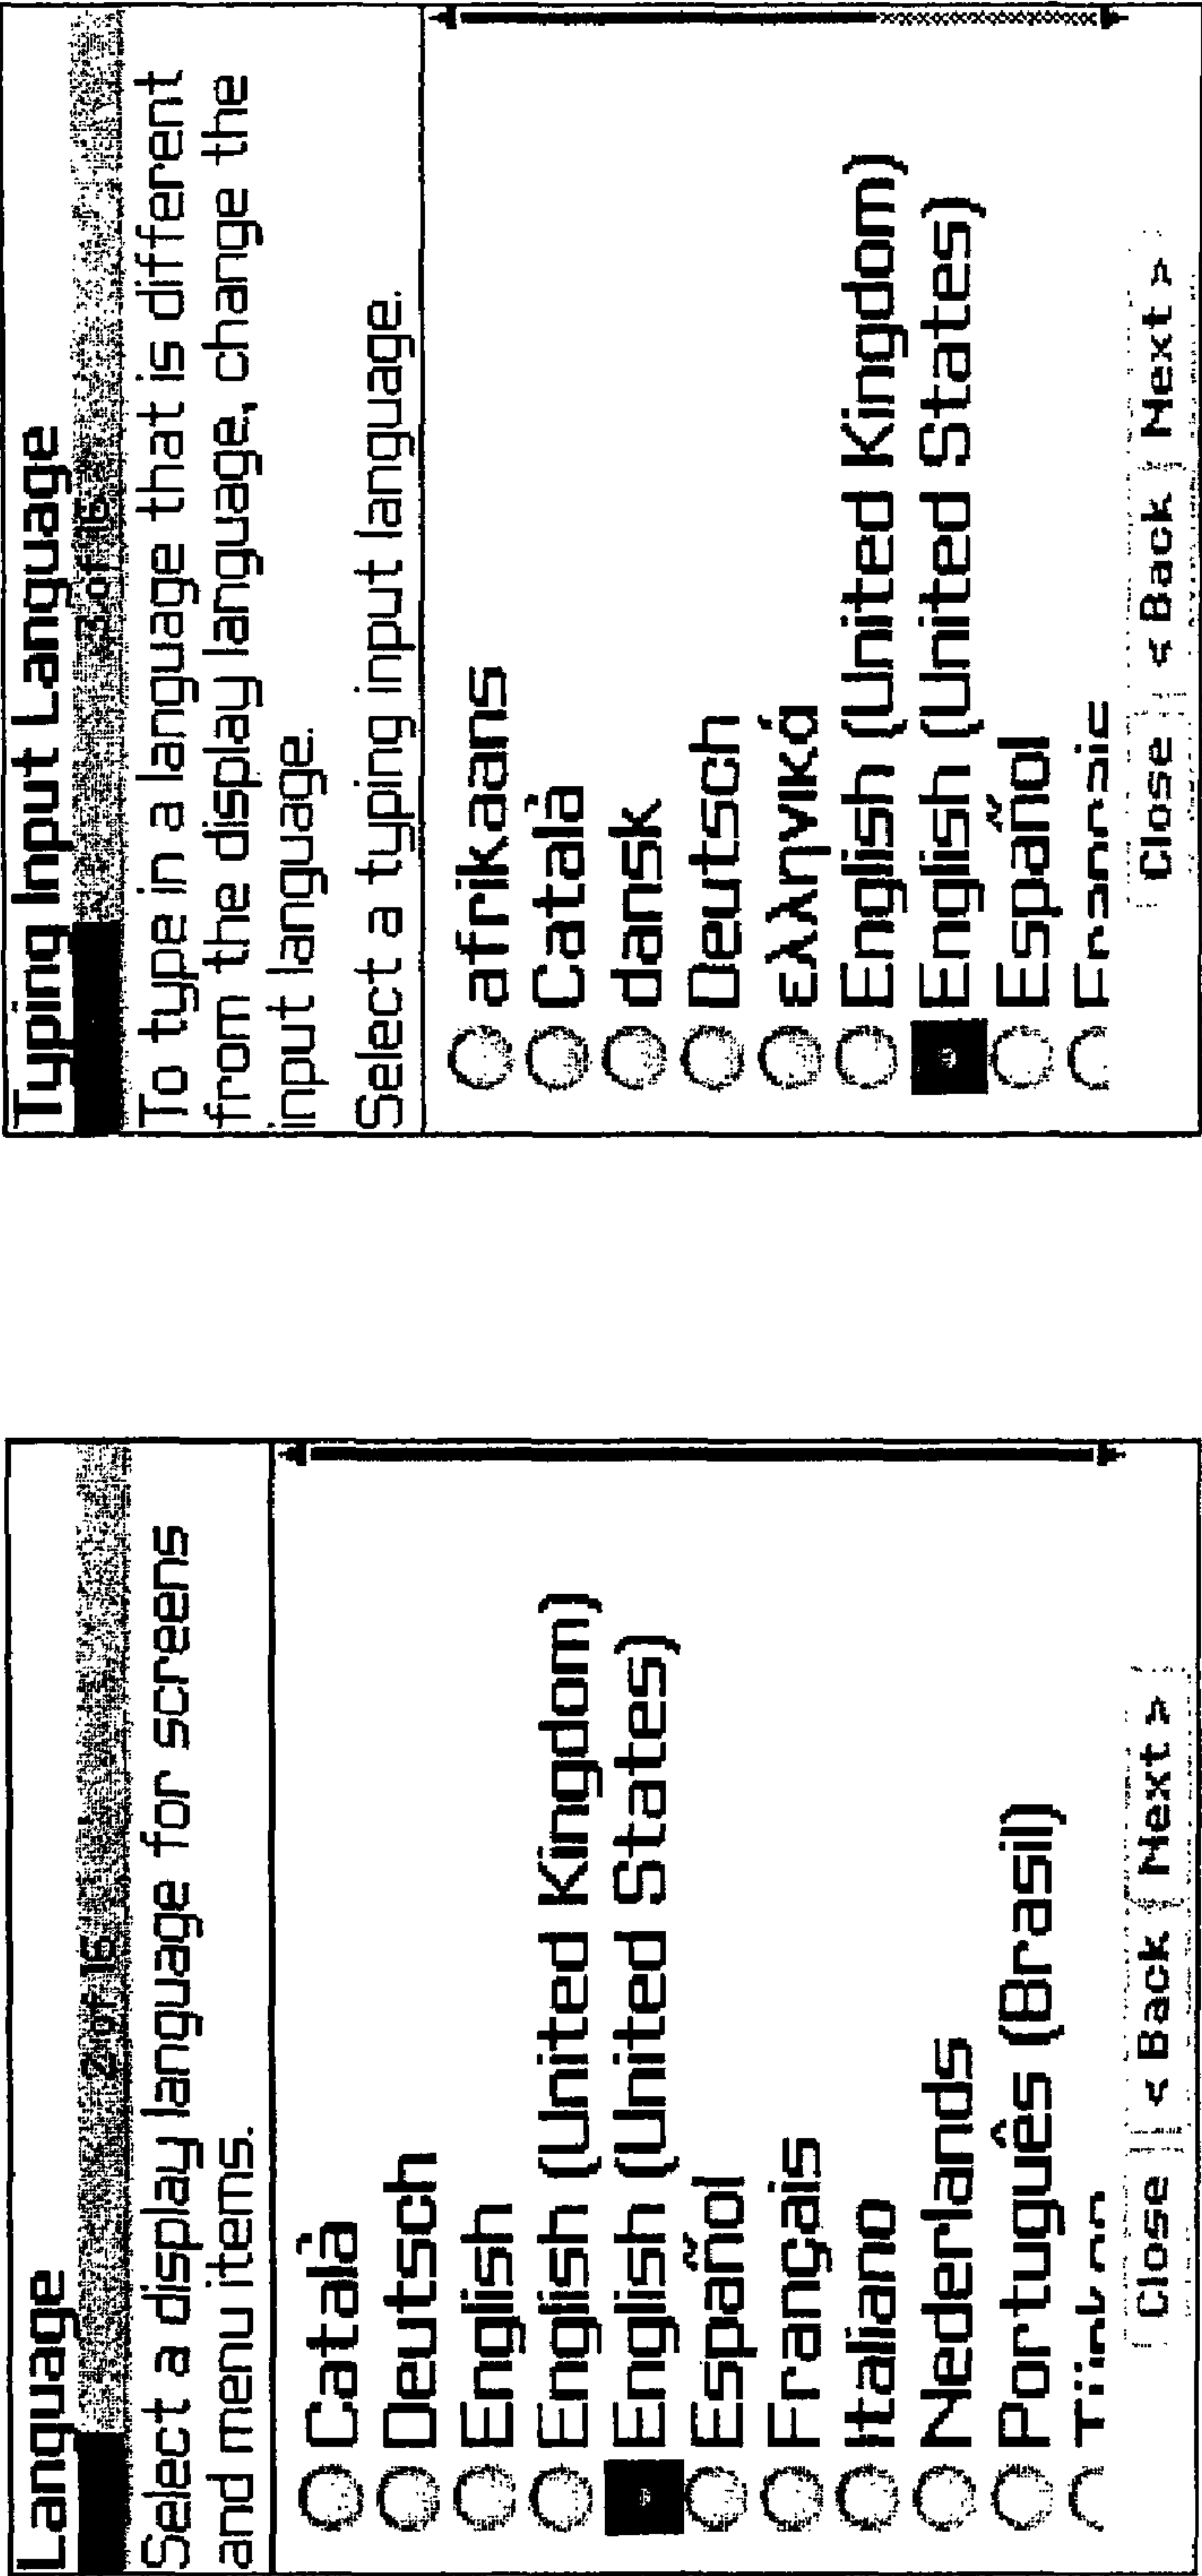 Language
2 of 16
Select a display language for screens
and menu items.
Català
Deutsch
English
English (United Kingdom)
English (United States)
Español
Français
Italiano
Nederlands
Português (Brasil)
Close
< Back
Next >
Typing Input Language
3 of 16
To type in a language that is different
from the display language, change the
input language.
Select a typing input language.
afrikaans
Català
dansk
Deutsch
ελληνικά
English (United Kingdom)
English (United States)
Español
Close
< Back
Next >